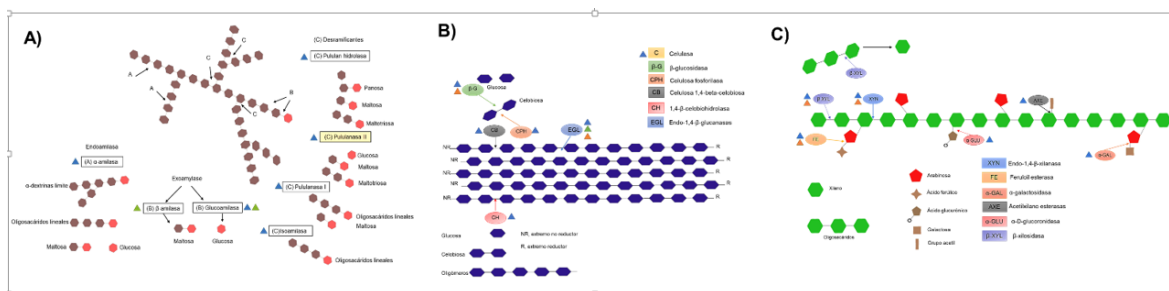 A)
(C) Desramificantes
(C) Pululan hidrolasa
Panosa
Maltosa
Maltotriosa
(C) Pululanasa II
Glucosa
Maltosa
Maltotriosa
(C) Pululanasa I
Oligosacáridos lineales
Maltosa
(C) Isoamilasa
Oligosacáridos lineales
A
A
C
C
C
B
Endoamilasa
(A) α-amilasa
α-dextrinas límite
Oligosacáridos lineales
Maltosa
Glucosa
Exoamylase
(B) β amilasa
(B) Glucoamilasa
Maltosa
Glucosa
B)
C Celulasa
β-G β-glucosidasa
CPH Celulosa fosforilasa
CB Celulosa 1,4-beta-celobiosa
CH 1,4-β-celobiohidrolasa
EGL Endo-1,4-β glucanasas
β-G
Glucosa
Celobiosa
CB
CPH
EGL
NR R
NR R
NR R
NR R
NR R
CH
Glucosa
NR, extremo no reductor
Celobiosa
R, extremo reductor
Oligómeros
C)
β-XYL
β-XYL
XYN
AXE
FE
α-GLU
α-GAL
Xilano
Oligosacáridos
Arabinosa
Ácido ferúlico
Ácido glucurónico
Galactosa
Grupo acetil
XYN Endo-1,4-β-xilanasa
FE Feruloil esterasa
α-GAL α-galactosidasa
AXE Acetilxilano esterasas
α-GLU α-D-glucuronidasa
β-XYL β-xilosidasa